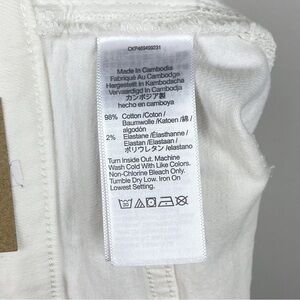 Made In Cambodia
Fabriqué Au Cambodge
Hergestellt in Kambodscha
Vervaardigd In Cambodja
カンボジア製
hecho en camboya
98% Cotton /Coton /
Baumwolle /Katoen /綿 /
algodón
2% Elastane /Élasthanne /
Elastan /Elastaan /
ポリウレタン /elastano
Turn Inside Out. Machine
Wash Cold With Like Colors.
Non-Chlorine Bleach Only.
Tumble Dry Low. Iron On
Lowest Setting.